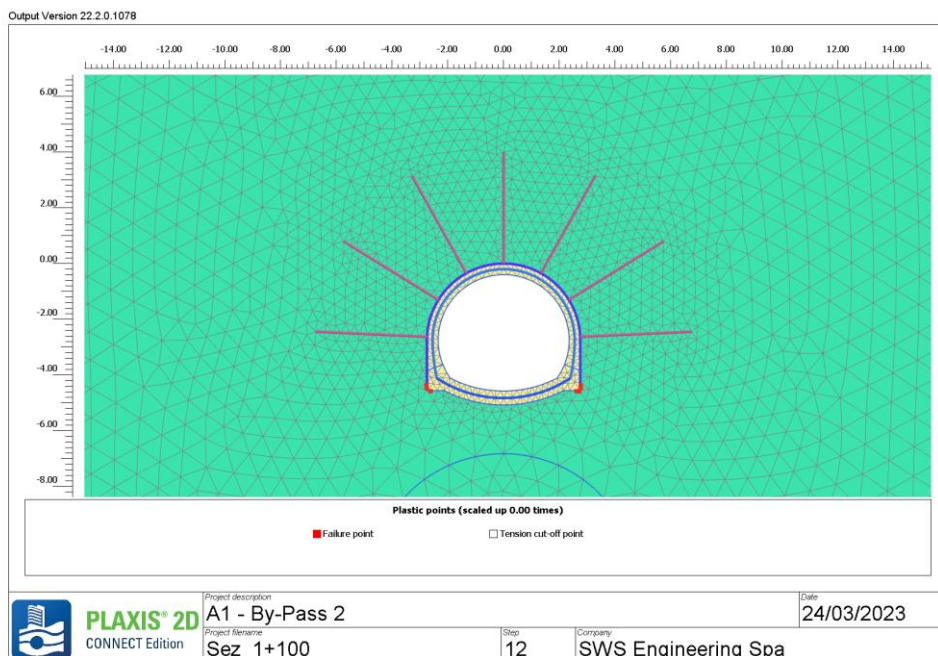 Output Version 22.2.0.1078
-14.00 -12.00 -10.00 -8.00 -6.00 -4.00 -2.00 0.00 2.00 4.00 6.00 8.00 10.00 12.00 14.00
6.00
4.00
2.00
0.00
-2.00
-4.00
-6.00
-8.00
Plastic points (scaled up 0.00 times)
Failure point Tension cut-off point
PLAXIS® 2D
CONNECT Edition
Project description
A1 - By-Pass 2
Date
24/03/2023
Project filename
Sez_1+100
Step
12
Company
SWS Engineering Spa